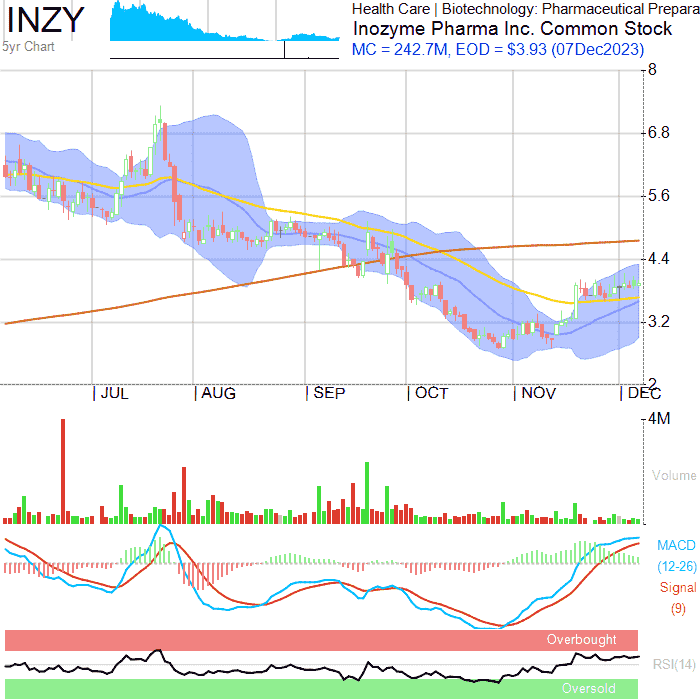 INZY
5yr Chart
Health Care | Biotechnology: Pharmaceutical Prepara
Inozyme Pharma Inc. Common Stock
MC = 242.7M, EOD = $3.93 (07Dec2023)
8
6.8
5.6
4.4
3.2
2
JUL
AUG
SEP
OCT
NOV
DEC
4M
Volume
MACD
(12-26)
Signal
(9)
Overbought
RSI(14)
Oversold